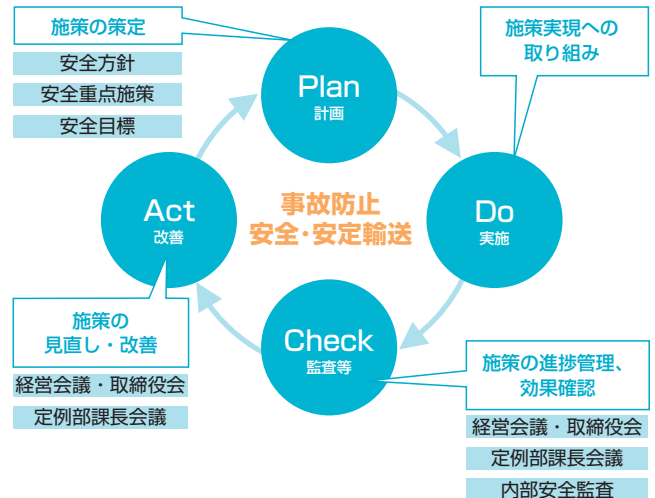 施策の策定
安全方針
安全重点施策
安全目標
Plan
計画
施策実現への
取り組み
Act
改善
事故防止
安全・安定輸送
Do
実施
施策の
見直し・改善
経営会議・取締役会
定例部課長会議
Check
監査等
施策の進捗管理、
効果確認
経営会議・取締役会
定例部課長会議
内部安全監査